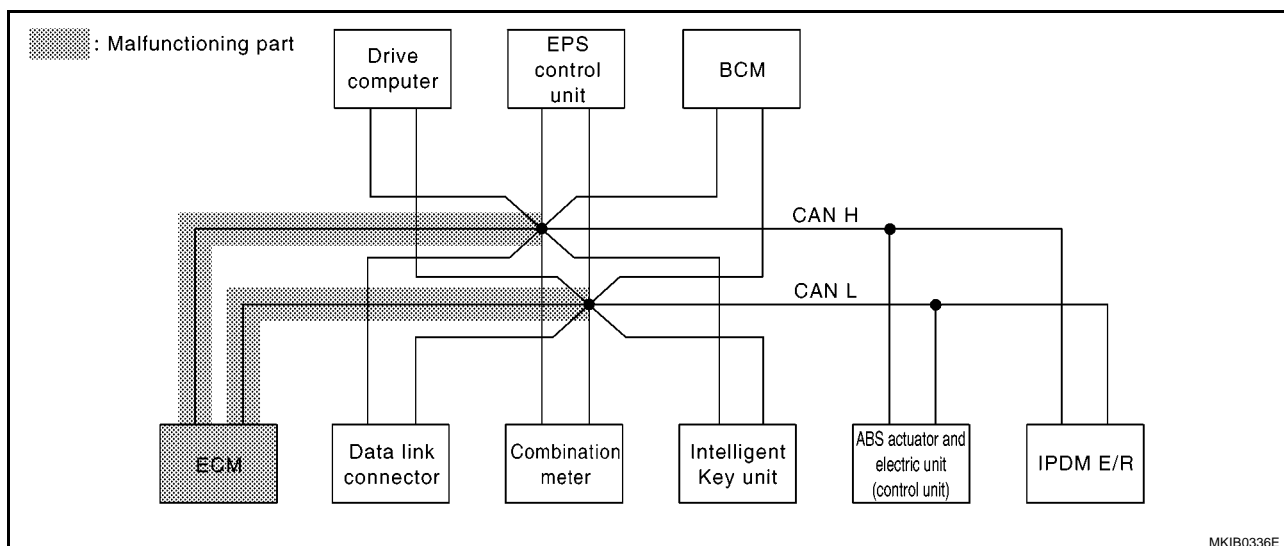 : Malfunctioning part
Drive
computer
EPS
control
unit
BCM
CAN H
CAN L
ECM
Data link
connector
Combination
meter
Intelligent
Key unit
ABS actuator and
electric unit
(control unit)
IPDM E/R
MKIB0336E